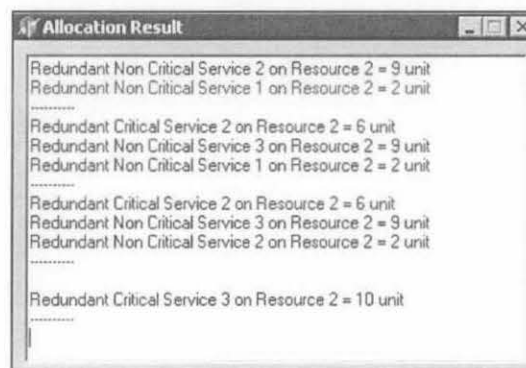 Allocation Result
Redundant Non Critical Service 2 on Resource 2 = 9 unit
Redundant Non Critical Service 1 on Resource 2 = 2 unit
----------
Redundant Critical Service 2 on Resource 2 = 6 unit
Redundant Non Critical Service 3 on Resource 2 = 9 unit
Redundant Non Critical Service 1 on Resource 2 = 2 unit
----------
Redundant Critical Service 2 on Resource 2 = 6 unit
Redundant Non Critical Service 3 on Resource 2 = 9 unit
Redundant Non Critical Service 2 on Resource 2 = 2 unit
----------
Redundant Critical Service 3 on Resource 2 = 10 unit
----------